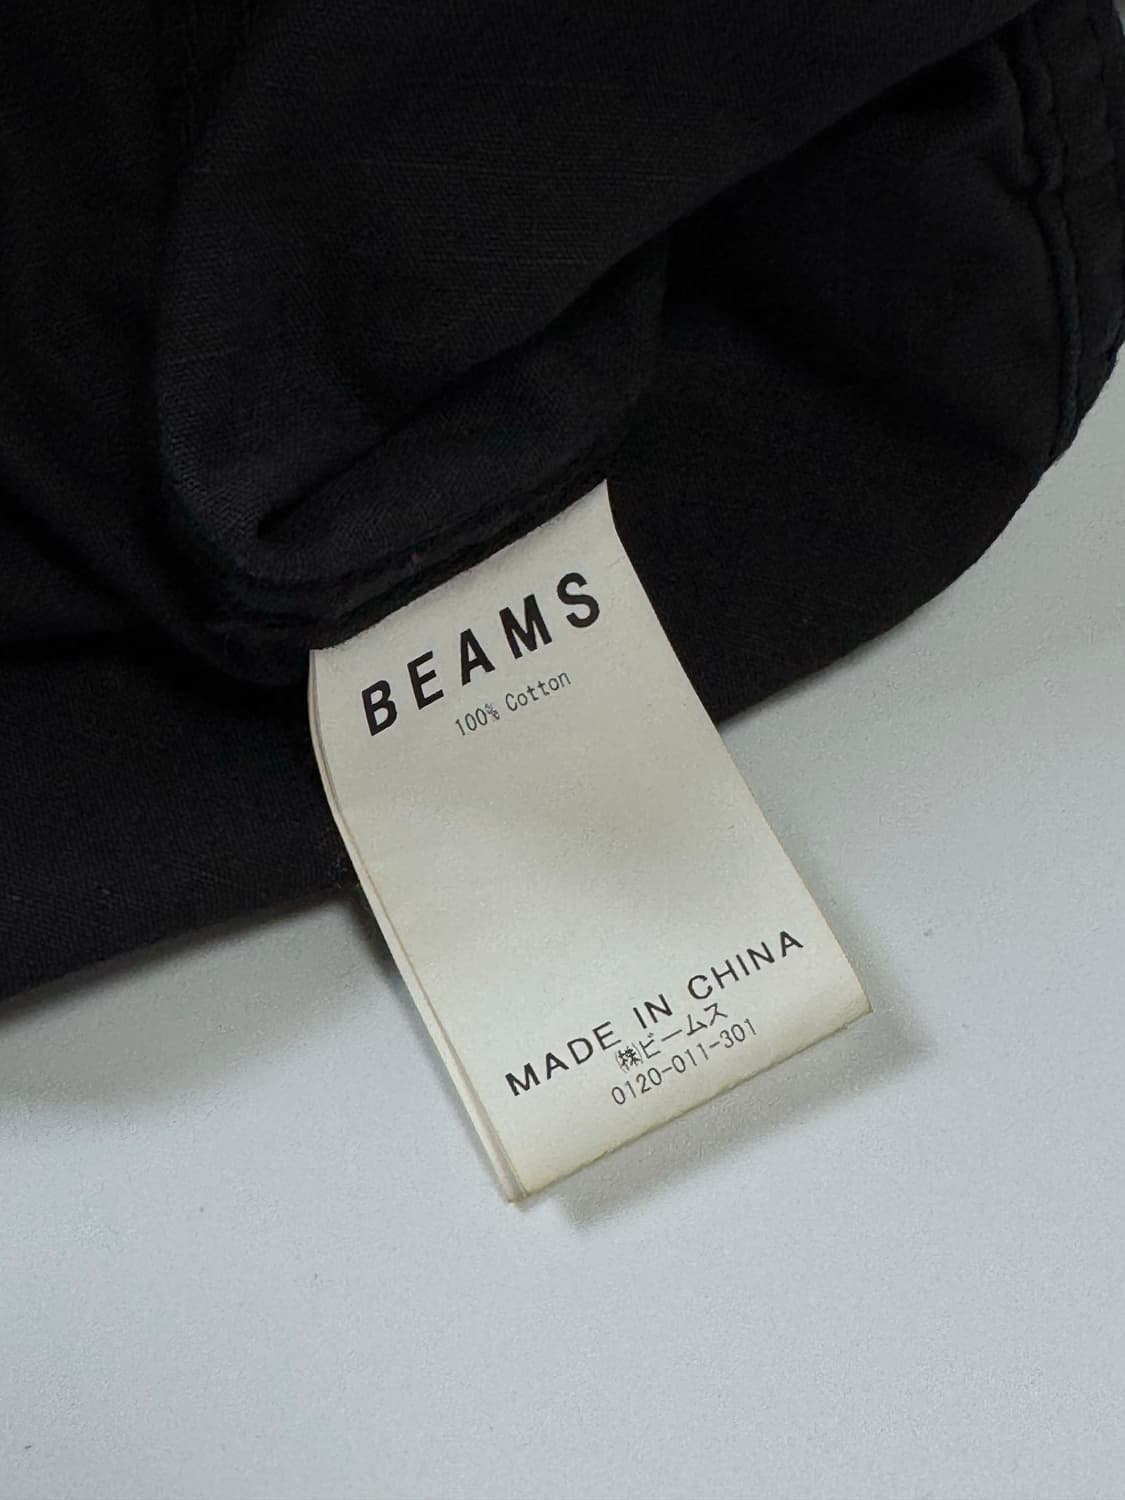 BEAMS
100% Cotton
MADE IN CHINA
㈱ビームス
0120-011-301